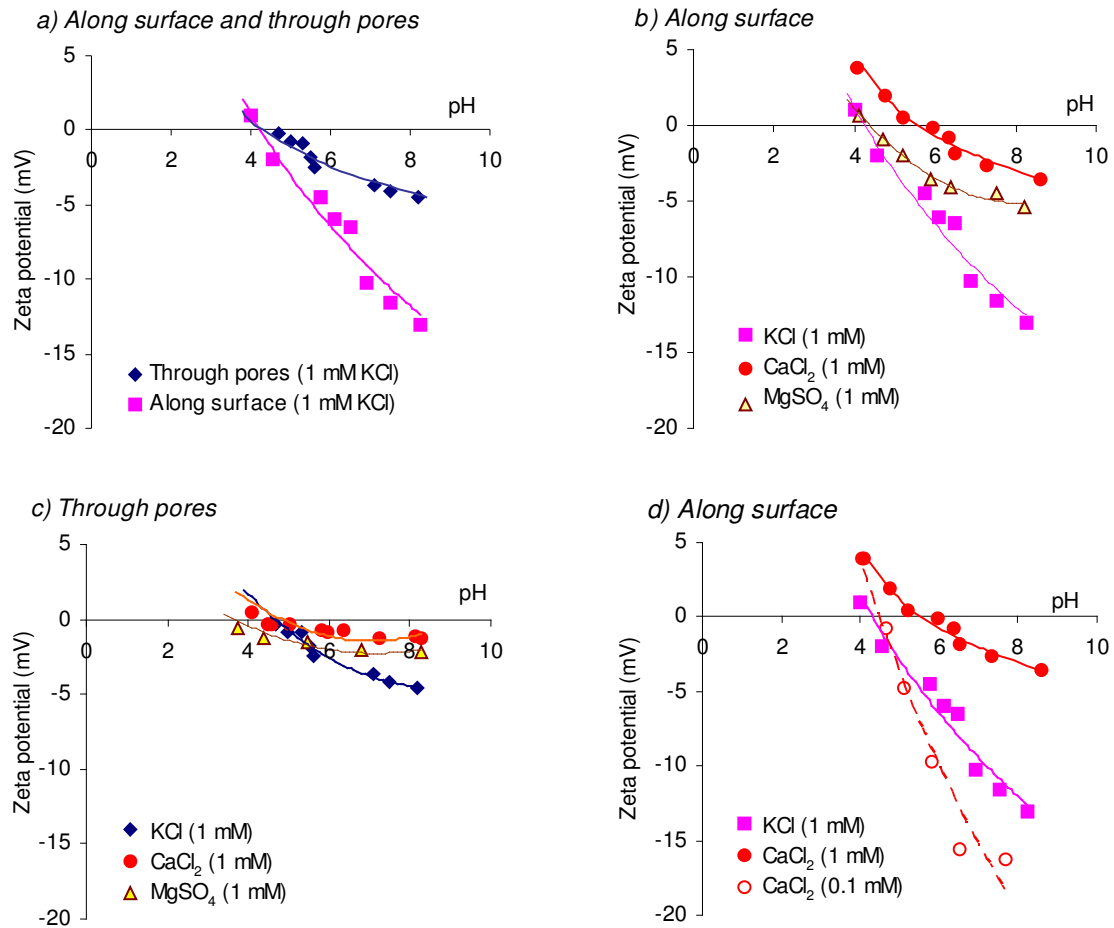 a) Along surface and through pores
5
pH
0
0
2
4
6
8
10
-5
-10
-15
-20
Zeta potential (mV)
Through pores (1 mM KCl)
Along surface (1 mM KCl)
b) Along surface
5
pH
0
0
2
4
6
8
10
-5
-10
-15
-20
Zeta potential (mV)
KCl (1 mM)
CaCl2 (1 mM)
MgSO4 (1 mM)
c) Through pores
5
pH
0
0
2
4
6
8
10
-5
-10
-15
-20
Zeta potential (mV)
KCl (1 mM)
CaCl2 (1 mM)
MgSO4 (1 mM)
d) Along surface
5
pH
0
0
2
4
6
8
10
-5
-10
-15
-20
Zeta potential (mV)
KCl (1 mM)
CaCl2 (1 mM)
CaCl2 (0.1 mM)